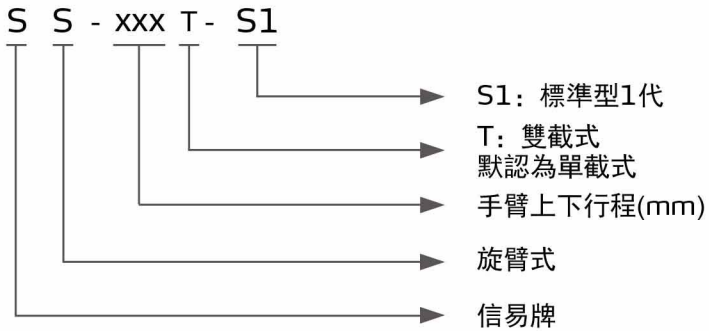 S S - xxx T - S1
S1：標準型1代
T：雙截式
默認為單截式
手臂上下行程(mm)
旋臂式
信易牌